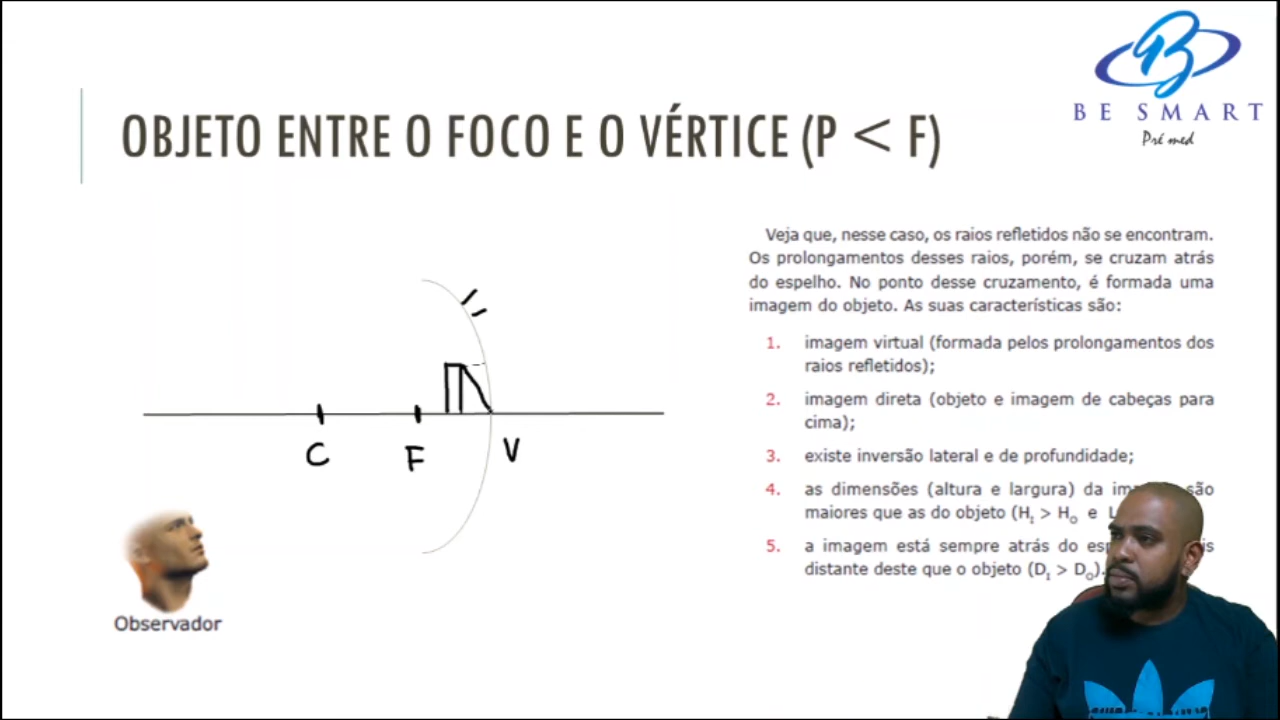 BE SMART
Pré med
OBJETO ENTRE O FOCO E O VÉRTICE (P < F)
Veja que, nesse caso, os raios refletidos não se encontram.
Os prolongamentos desses raios, porém, se cruzam atrás
do espelho. No ponto desse cruzamento, é formada uma
imagem do objeto. As suas características são:
1. imagem virtual (formada pelos prolongamentos dos
raios refletidos);
2. imagem direta (objeto e imagem de cabeças para
cima);
3. existe inversão lateral e de profundidade;
4. as dimensões (altura e largura) da são
maiores que as do objeto (HI > HO e
5. a imagem está sempre atrás do
distante deste que o objeto (DI > DO).
C F V
Observador